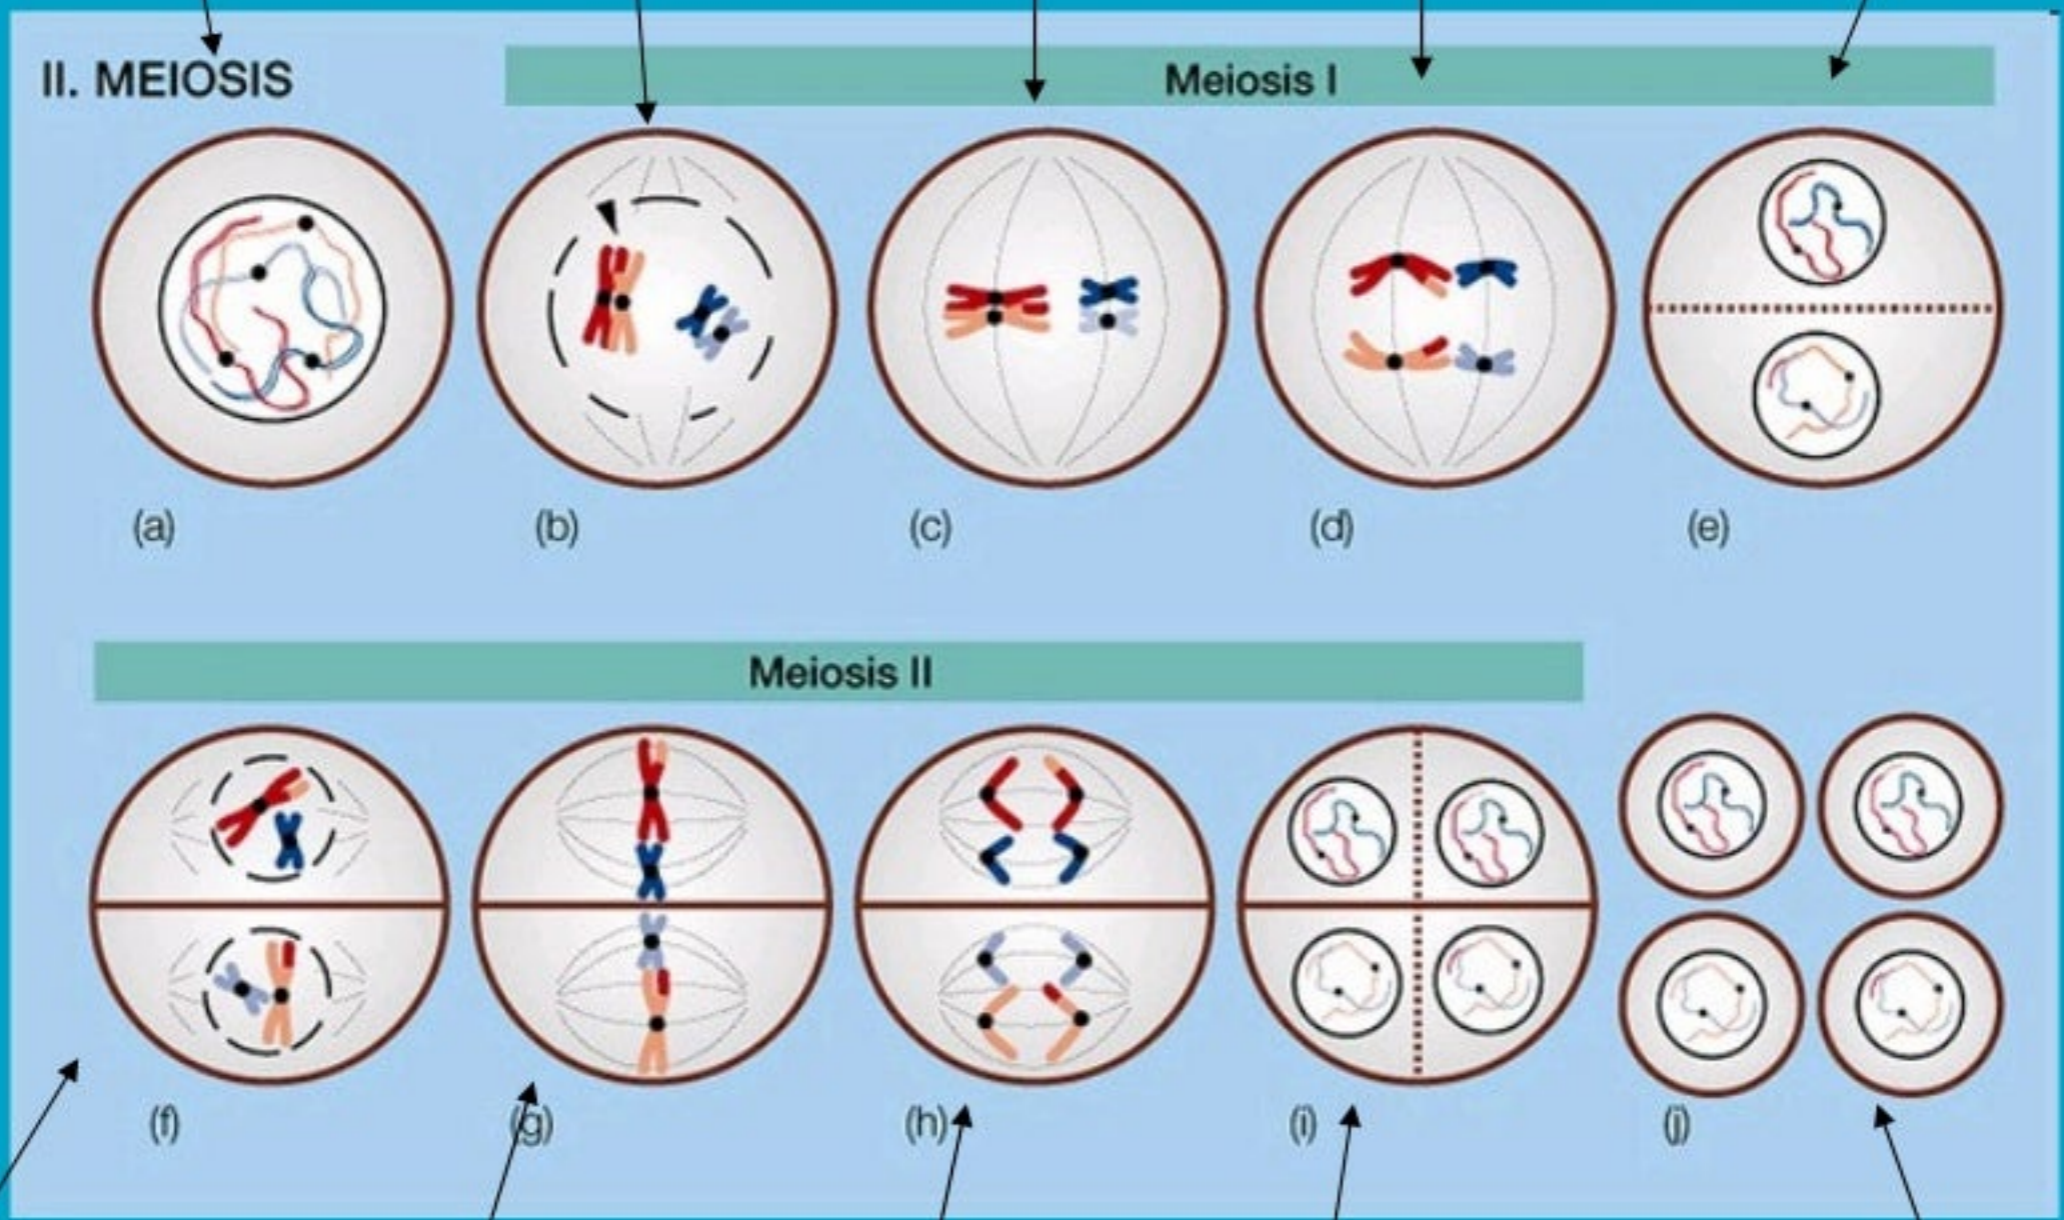 II. MEIOSIS
Meiosis I
(a)
(b)
(c)
(d)
(e)
Meiosis II
(f)
(g)
(h)
(i)
(j)